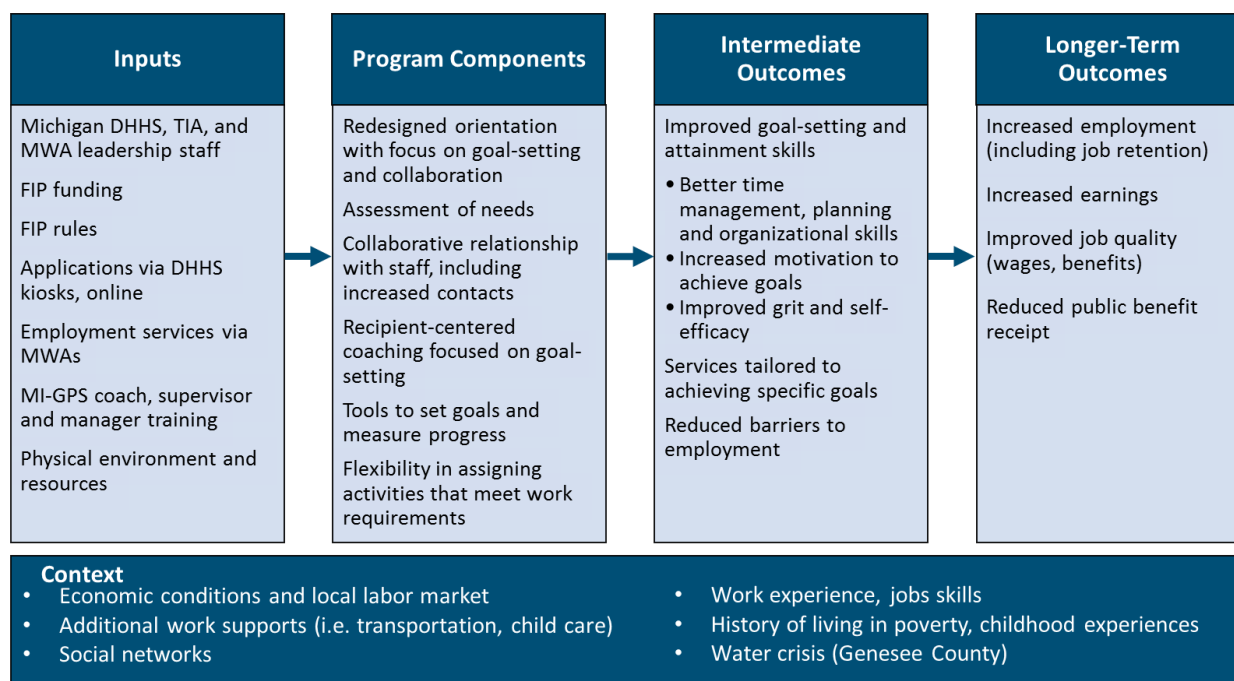 Inputs
Michigan DHHS, TIA, and
MWA leadership staff
FIP funding
FIP rules
Applications via DHHS
kiosks, online
Employment services via
MWAs
MI-GPS coach, supervisor
and manager training
Physical environment and
resources
Program Components
Redesigned orientation
with focus on goal-setting
and collaboration
Assessment of needs
Collaborative relationship
with staff, including
increased contacts
Recipient-centered
coaching focused on goal-
setting
Tools to set goals and
measure progress
Flexibility in assigning
activities that meet work
requirements
Intermediate
Outcomes
Improved goal-setting and
attainment skills
• Better time
management, planning
and organizational skills
• Increased motivation to
achieve goals
• Improved grit and self-
efficacy
Services tailored to
achieving specific goals
Reduced barriers to
employment
Longer-Term
Outcomes
Increased employment
(including job retention)
Increased earnings
Improved job quality
(wages, benefits)
Reduced public benefit
receipt
Context
• Economic conditions and local labor market
• Additional work supports (i.e. transportation, child care)
• Social networks
• Work experience, jobs skills
• History of living in poverty, childhood experiences
• Water crisis (Genesee County)